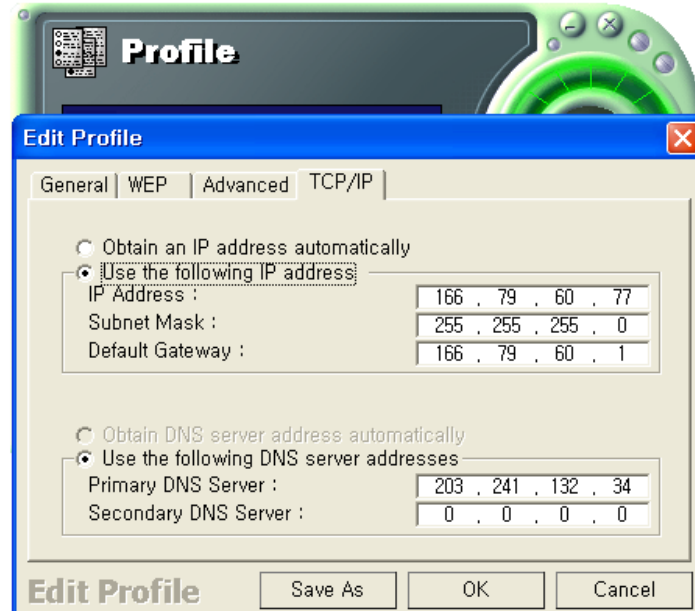 Profile
Edit Profile
General WEP Advanced TCP/IP
Obtain an IP address automatically
Use the following IP address
IP Address : 166 . 79 . 60 . 77
Subnet Mask : 255 . 255 . 255 . 0
Default Gateway : 166 . 79 . 60 . 1
Obtain DNS server address automatically
Use the following DNS server addresses
Primary DNS Server : 203 . 241 . 132 . 34
Secondary DNS Server : 0 . 0 . 0 . 0
Edit Profile Save As OK Cancel